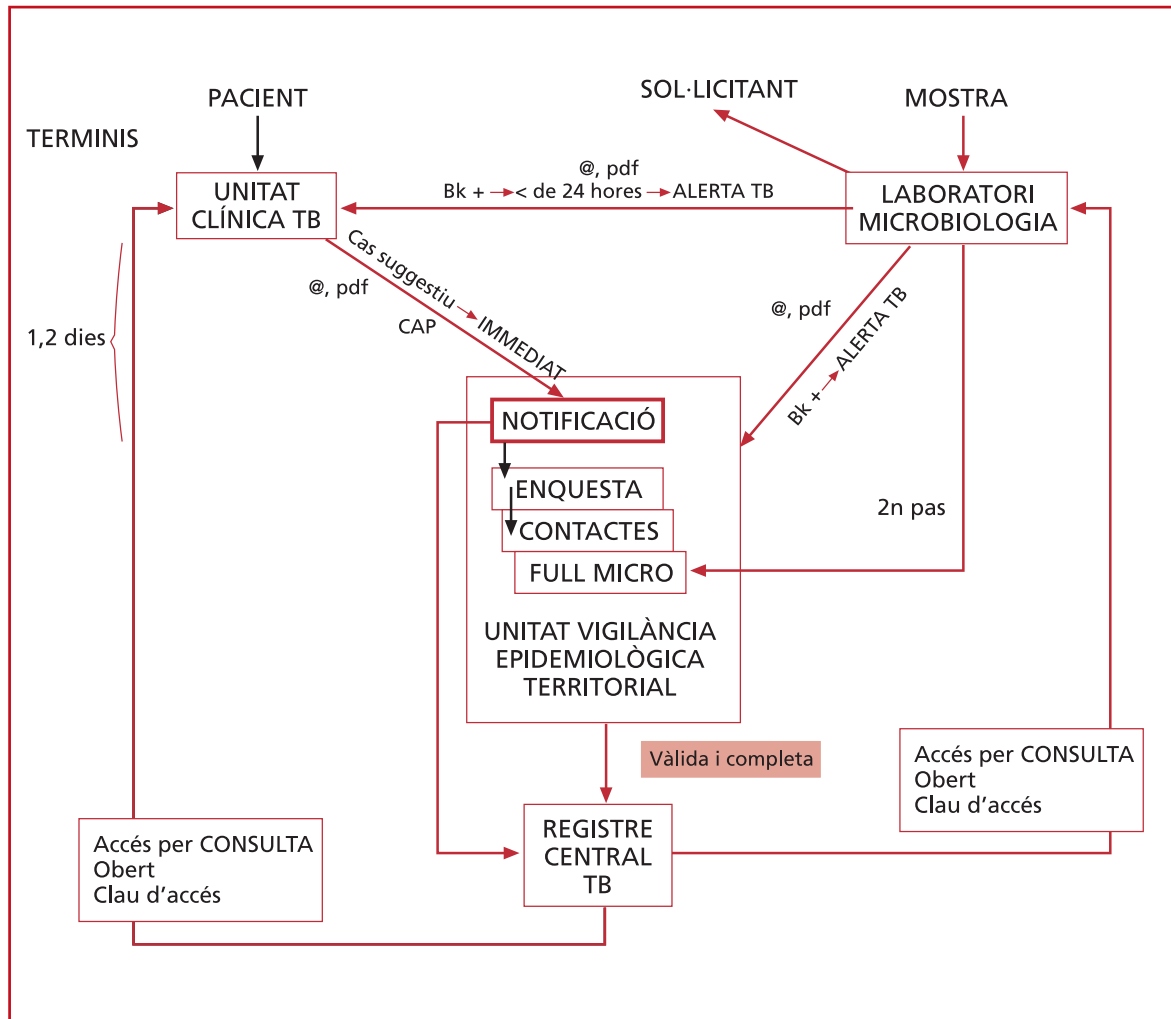 PACIENT
SOL·LICITANT
MOSTRA
TERMINIS
@, pdf
Bk + → < de 24 hores → ALERTA TB
UNITAT
CLÍNICA TB
LABORATORI
MICROBIOLOGIA
Cas suggestiu → IMMEDIAT
@, pdf
CAP
@, pdf
Bk + → ALERTA TB
1,2 dies
NOTIFICACIÓ
ENQUESTA
CONTACTES
FULL MICRO
2n pas
UNITAT VIGILÀNCIA
EPIDEMIOLÒGICA
TERRITORIAL
Vàlida i completa
Accés per CONSULTA
Obert
Clau d’accés
REGISTRE
CENTRAL
TB
Accés per CONSULTA
Obert
Clau d’accés